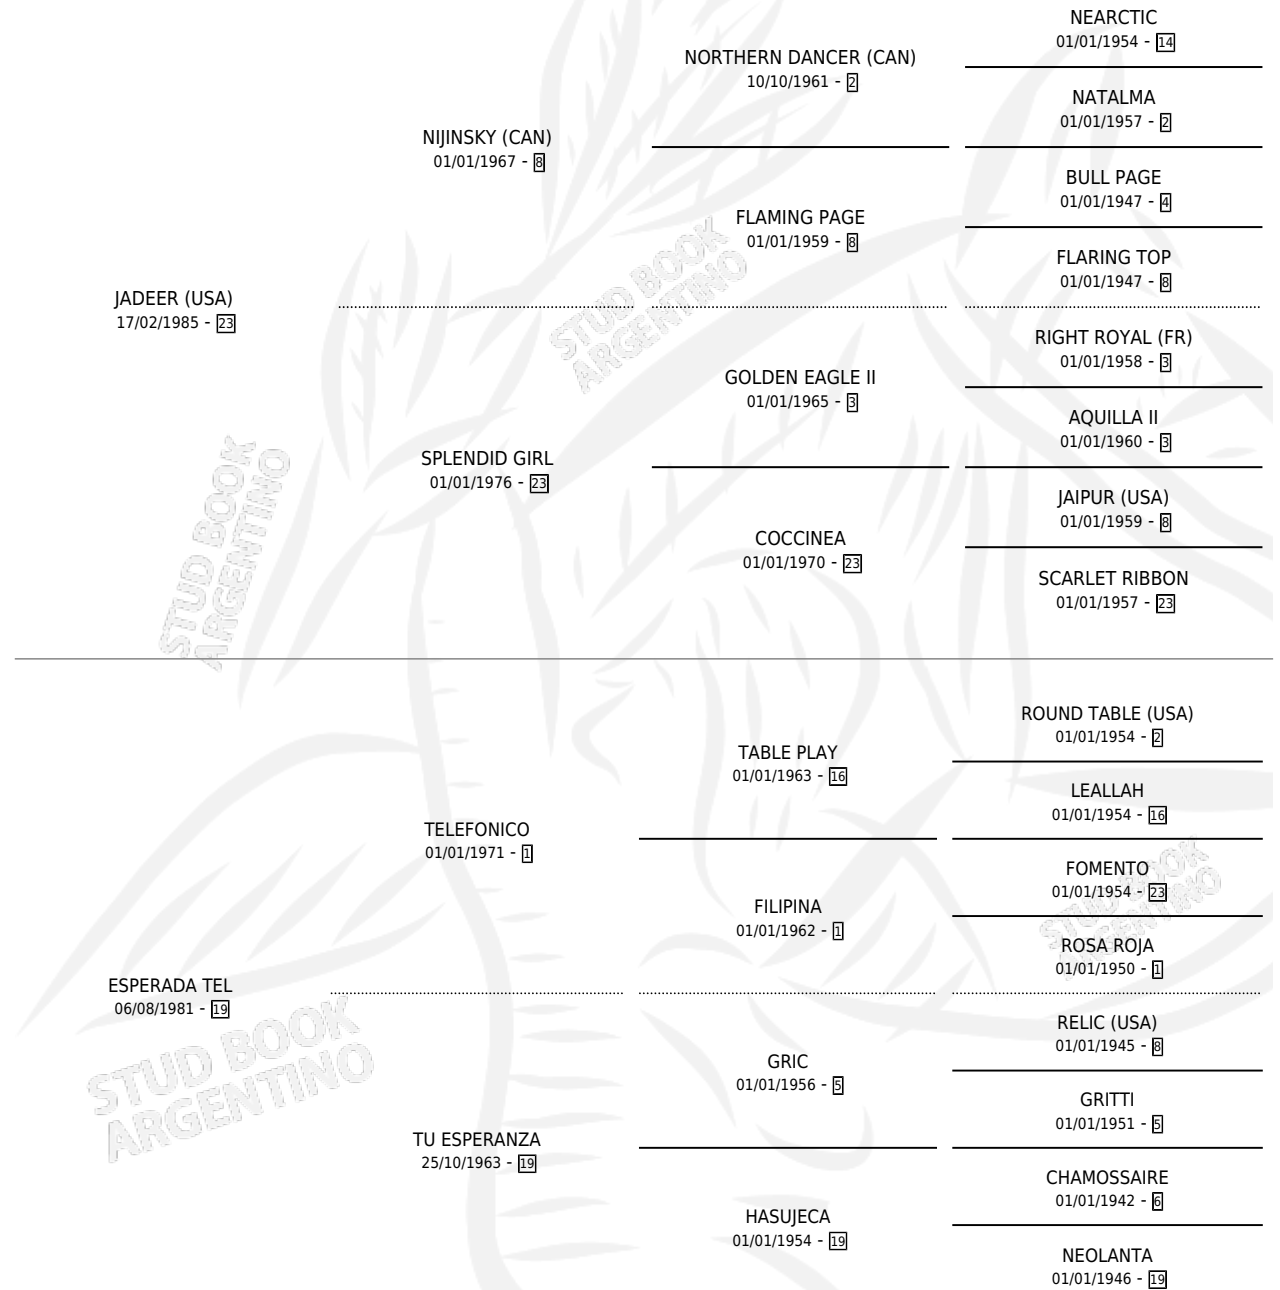 NEARCTIC
01/01/1954 - 14
NORTHERN DANCER (CAN)
10/10/1961 - 2
NATALMA
01/01/1957 - 2
NIJINSKY (CAN)
01/01/1967 - 8
BULL PAGE
01/01/1947 - 4
FLAMING PAGE
01/01/1959 - 8
FLARING TOP
01/01/1947 - 8
JADEER (USA)
17/02/1985 - 23
RIGHT ROYAL (FR)
01/01/1958 - 3
GOLDEN EAGLE II
01/01/1965 - 3
AQUILLA II
01/01/1960 - 3
SPLENDID GIRL
01/01/1976 - 23
JAIPUR (USA)
01/01/1959 - 8
COCCINEA
01/01/1970 - 23
SCARLET RIBBON
01/01/1957 - 23
ROUND TABLE (USA)
01/01/1954 - 2
TABLE PLAY
01/01/1963 - 16
LEALLAH
01/01/1954 - 16
TELEFONICO
01/01/1971 - 1
FOMENTO
01/01/1954 - 23
FILIPINA
01/01/1962 - 1
ROSA ROJA
01/01/1950 - 1
ESPERADA TEL
06/08/1981 - 19
RELIC (USA)
01/01/1945 - 8
GRIC
01/01/1956 - 5
GRITTI
01/01/1951 - 5
TU ESPERANZA
25/10/1963 - 19
CHAMOSSAIRE
01/01/1942 - 6
HASUJECA
01/01/1954 - 19
NEOLANTA
01/01/1946 - 19
STUD BOOK
ARGENTINO
STUD BOOK
ARGENTINO
STUD BOOK
ARGENTINO
STUD BOOK
ARGENTINO